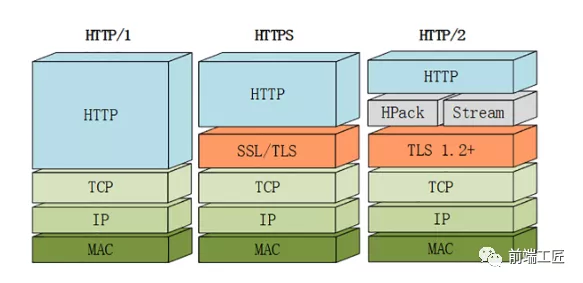 HTTP/1 HTTPS HTTP/2
HTTP
HTTP HTTP
HPack Stream
SSL/TLS TLS 1.2+
TCP TCP TCP
IP IP IP
MAC MAC MAC
前端工匠